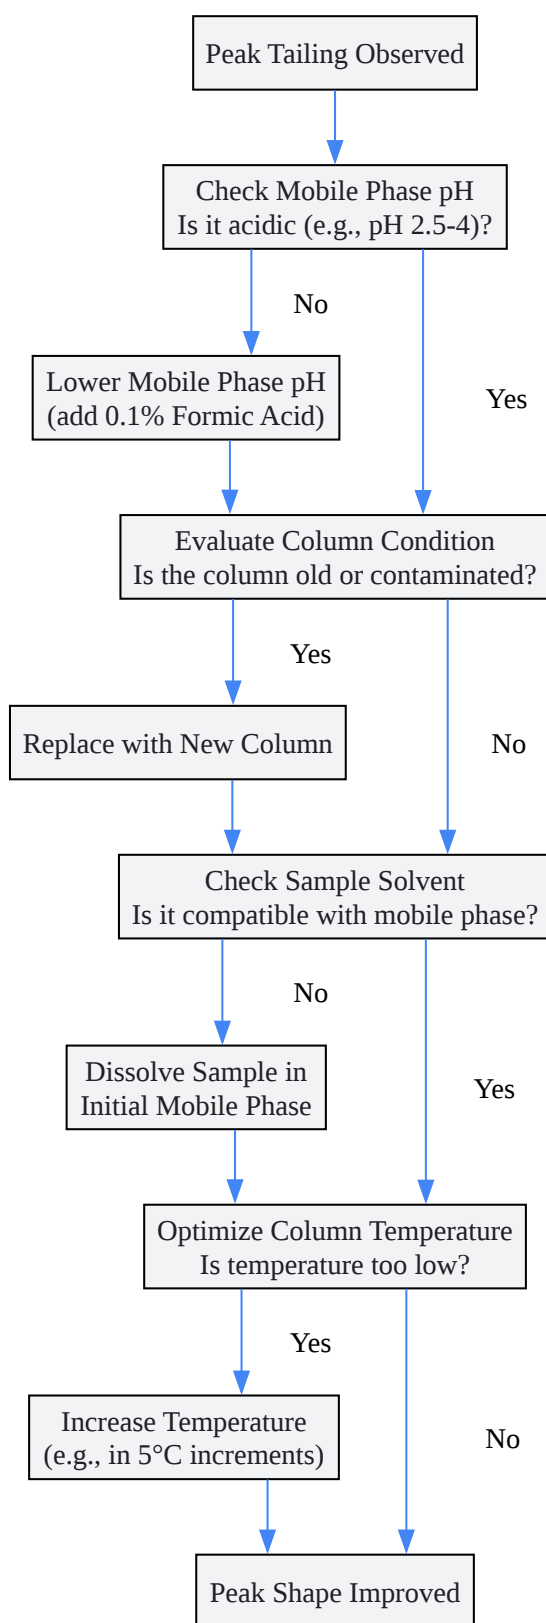 Peak Tailing Observed
Check Mobile Phase pH
Is it acidic (e.g., pH 2.5-4)?
No
Lower Mobile Phase pH
(add 0.1% Formic Acid)
Yes
Evaluate Column Condition
Is the column old or contaminated?
Yes
Replace with New Column
No
Check Sample Solvent
Is it compatible with mobile phase?
No
Dissolve Sample in
Initial Mobile Phase
Yes
Optimize Column Temperature
Is temperature too low?
Yes
Increase Temperature
(e.g., in 5°C increments)
No
Peak Shape Improved